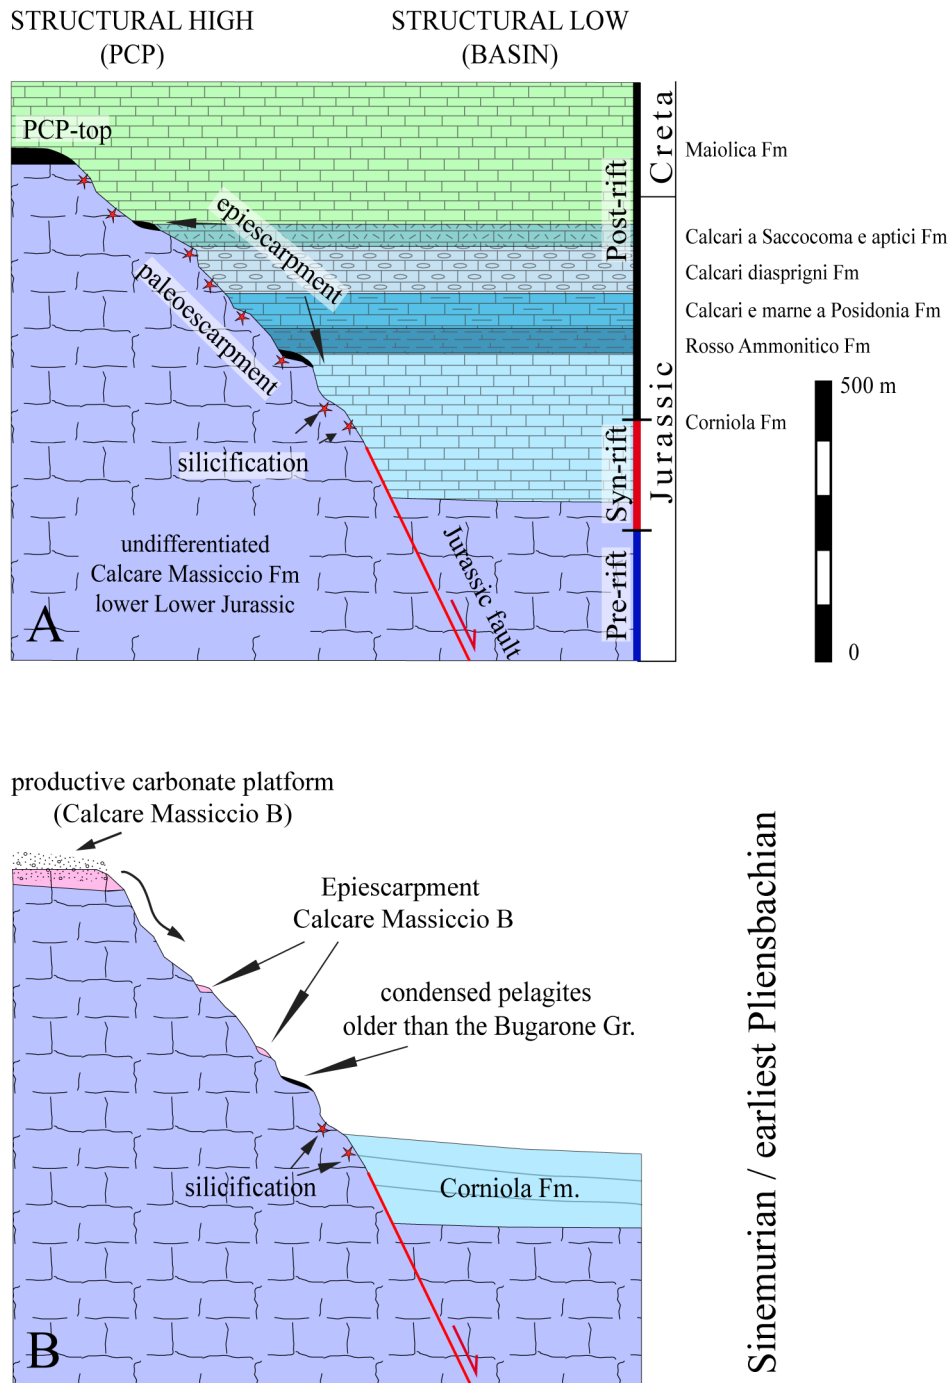 STRUCTURAL HIGH
(PCP)
STRUCTURAL LOW
(BASIN)
PCP-top
epiescarpment
paleoescarpment
silicification
undifferentiated
Calcare Massiccio Fm
lower Lower Jurassic
A
Jurassic fault
Post-rift
Syn-rift
Pre-rift
Creta
Jurassic
Maiolica Fm
Calcari a Saccocoma e aptici Fm
Calcari diasprigni Fm
Calcari e marne a Posidonia Fm
Rosso Ammonitico Fm
Corniola Fm
500 m
0
productive carbonate platform
(Calcare Massiccio B)
Epiescarpment
Calcare Massiccio B
condensed pelagites
older than the Bugarone Gr.
silicification
Corniola Fm.
B
Sinemurian / earliest Pliensbachian